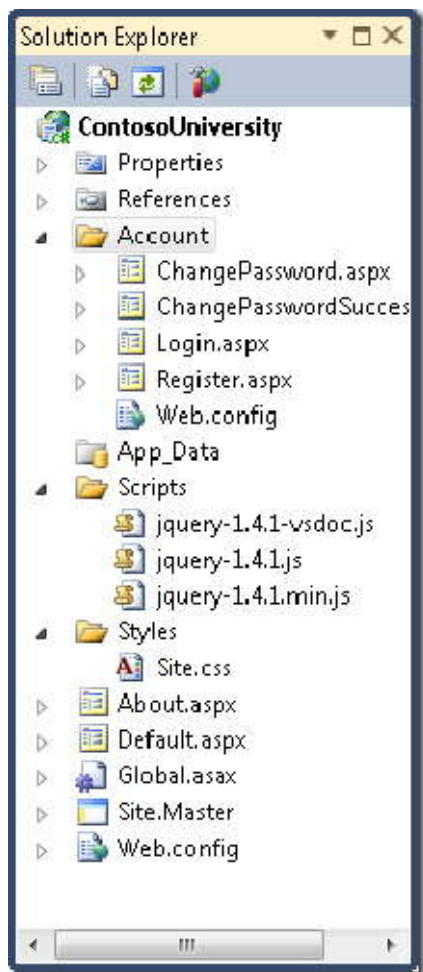 Solution Explorer
ContosoUniversity
Properties
References
Account
ChangePassword.aspx
ChangePasswordSucces
Login.aspx
Register.aspx
Web.config
App_Data
Scripts
jquery-1.4.1-vsdoc.js
jquery-1.4.1.js
jquery-1.4.1.min.js
Styles
Site.css
About.aspx
Default.aspx
Global.asax
Site.Master
Web.config